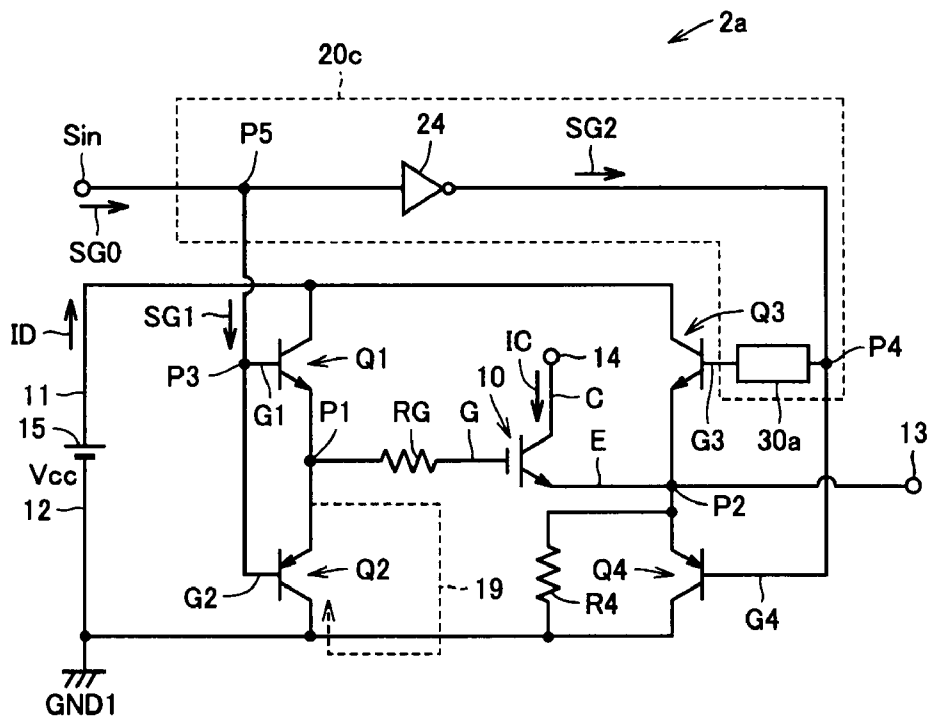 2a
20c
Sin
P5
24
SG2
SG0
ID
SG1
Q3
IC
14
P3
Q1
P4
11
G1
P1
RG
G
10
C
G3
30a
15
E
13
Vcc
12
P2
G2
Q2
19
Q4
R4
G4
GND1